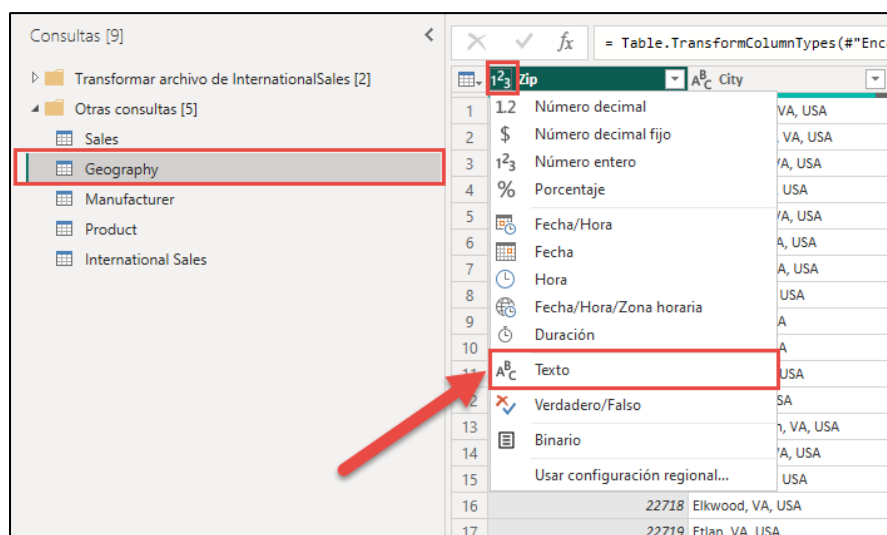 Consultas [9]
Transformar archivo de InternationalSales [2]
Otras consultas [5]
Sales
Geography
Manufacturer
Product
International Sales
fx = Table.TransformColumnTypes(#"Enc
1²3 Zip ABC City
1.2 Número decimal
$ Número decimal fijo
1²3 Número entero
% Porcentaje
Fecha/Hora
Fecha
Hora
Fecha/Hora/Zona horaria
Duración
ABC Texto
Verdadero/Falso
Binario
Usar configuración regional...
1 VA, USA
2 , VA, USA
3 /A, USA
4 USA
5 /A, USA
6 A, USA
7 A, USA
8 USA
9 A
10 A
11 USA
12 SA
13 n, VA, USA
14 /A, USA
15 USA
16 22718 Elkwood, VA, USA
17 22719 Etlan, VA, USA